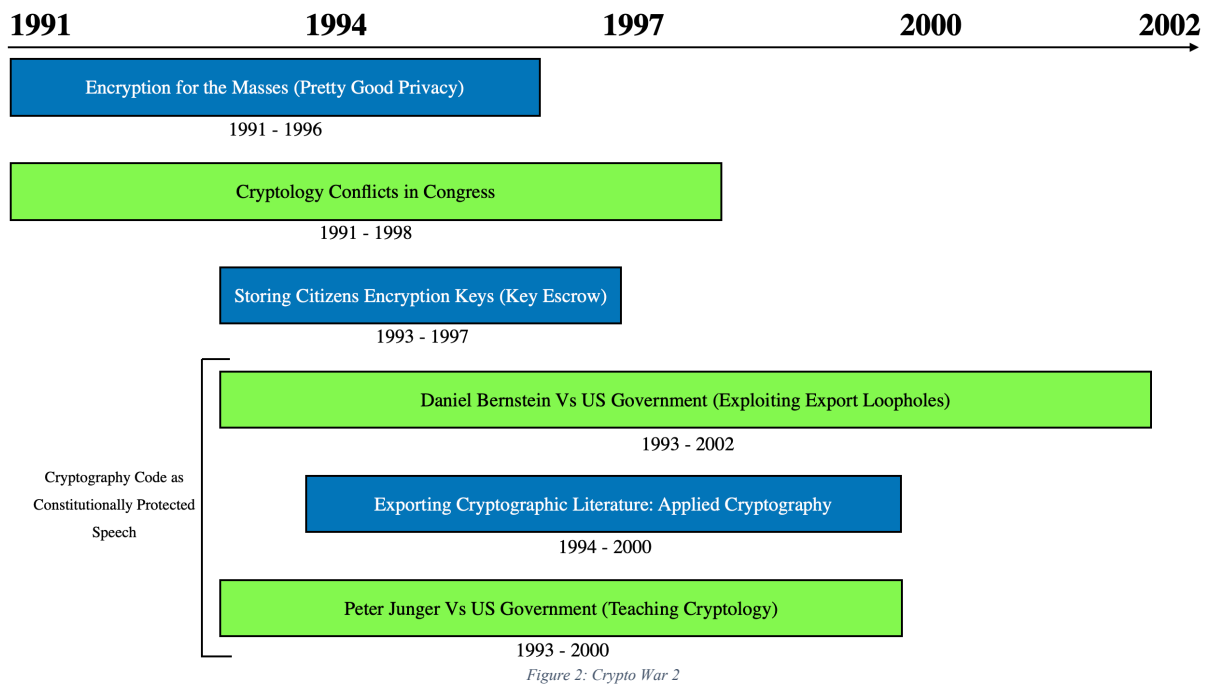 1991 1994 1997 2000 2002
Encryption for the Masses (Pretty Good Privacy)
1991 - 1996
Cryptology Conflicts in Congress
1991 - 1998
Storing Citizens Encryption Keys (Key Escrow)
1993 - 1997
Cryptography Code as
Constitutionally Protected
Speech
Daniel Bernstein Vs US Government (Exploiting Export Loopholes)
1993 - 2002
Exporting Cryptographic Literature: Applied Cryptography
1994 - 2000
Peter Junger Vs US Government (Teaching Cryptology)
1993 - 2000
Figure 2: Crypto War 2